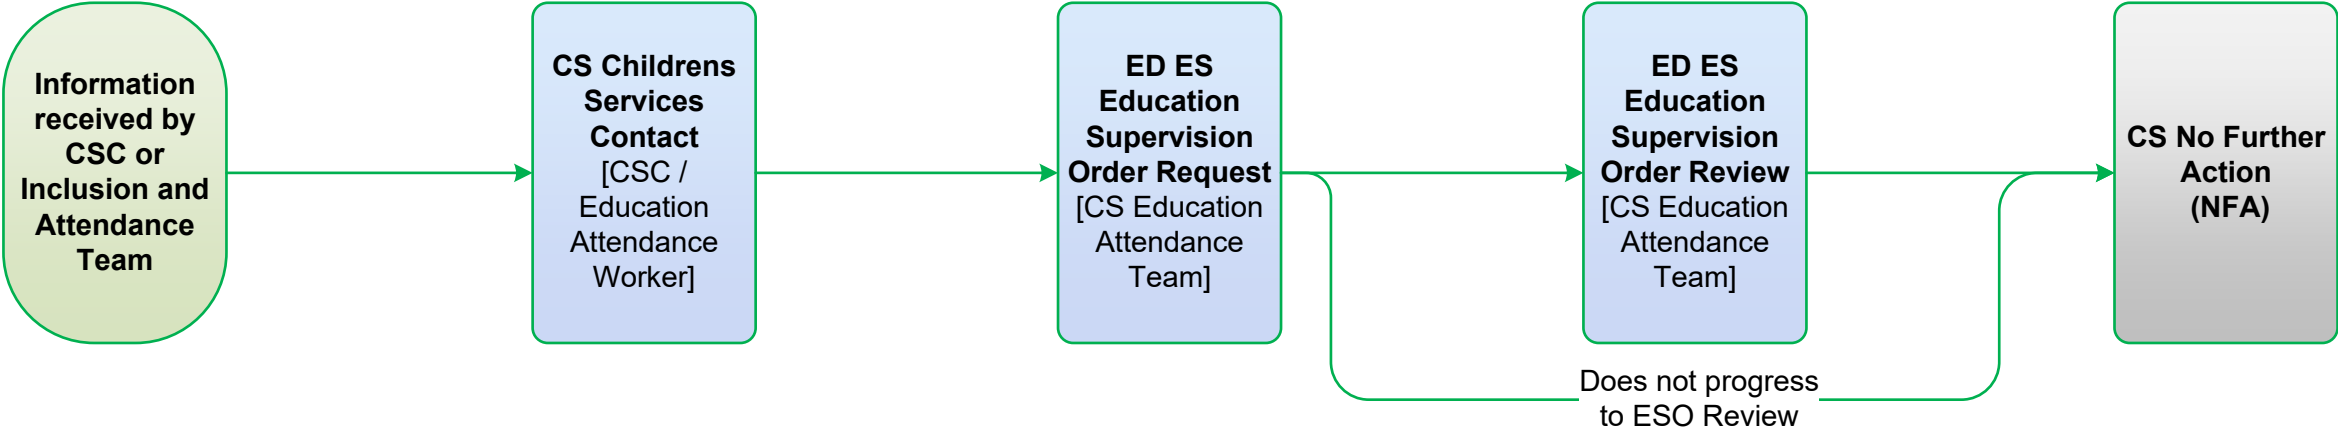 Information
received by
CSC or
Inclusion and
Attendance
Team
CS Childrens
Services
Contact
[CSC /
Education
Attendance
Worker]
ED ES
Education
Supervision
Order Request
[CS Education
Attendance
Team]
ED ES
Education
Supervision
Order Review
[CS Education
Attendance
Team]
CS No Further
Action
(NFA)
Does not progress
to ESO Review